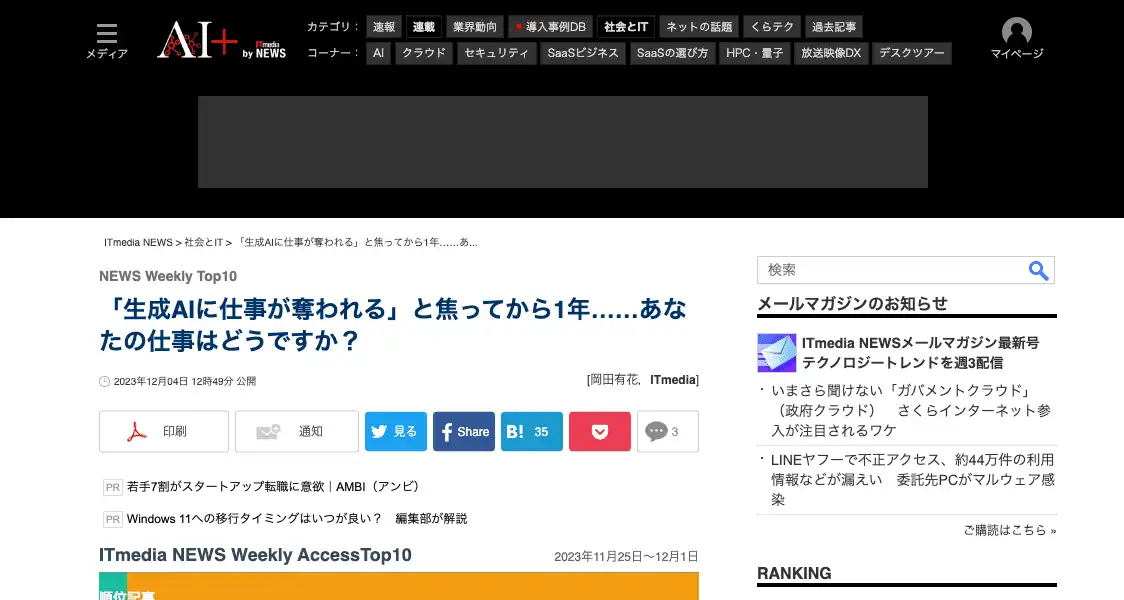 メディア
AI+
by ITmedia NEWS
カテゴリ： 速報 連載 業界動向 導入事例DB 社会とIT ネットの話題 くらテク 過去記事
コーナー： AI クラウド セキュリティ SaaSビジネス SaaSの選び方 HPC・量子 放送映像DX デスクツアー
マイページ
ITmedia NEWS > 社会とIT > 「生成AIに仕事が奪われる」と焦ってから1年……あ...
NEWS Weekly Top10
「生成AIに仕事が奪われる」と焦ってから1年……あな
たの仕事はどうですか？
2023年12月04日 12時49分 公開
[岡田有花, ITmedia]
印刷 通知 見る Share B! 35 3
PR 若手7割がスタートアップ転職に意欲｜AMBI（アンビ）
PR Windows 11への移行タイミングはいつが良い？　編集部が解説
ITmedia NEWS Weekly AccessTop10
2023年11月25日〜12月1日
順位記事
検索
メールマガジンのお知らせ
ITmedia NEWSメールマガジン最新号
テクノロジートレンドを週3配信
・いまさら聞けない「ガバメントクラウド」
（政府クラウド）　さくらインターネット参
入が注目されるワケ
・LINEヤフーで不正アクセス、約44万件の利用
情報などが漏えい　委託先PCがマルウェア感
染
ご購読はこちら »
RANKING